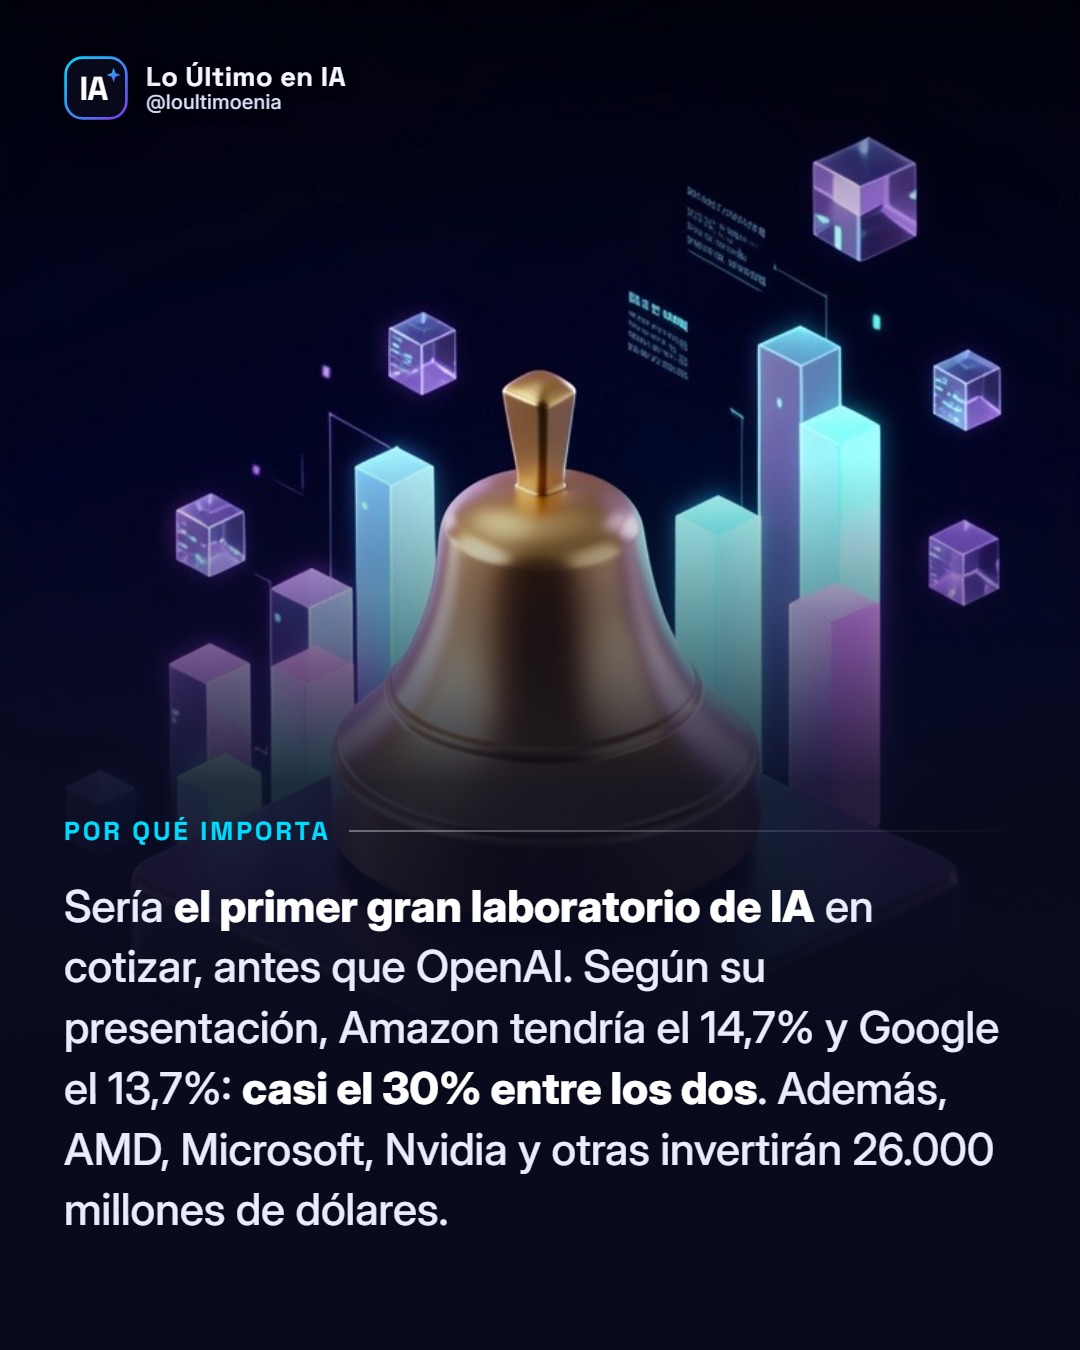 IA
Lo Último en IA
@loultimoenia
POR QUÉ IMPORTA
Sería el primer gran laboratorio de IA en
cotizar, antes que OpenAI. Según su
presentación, Amazon tendría el 14,7% y Google
el 13,7%: casi el 30% entre los dos. Además,
AMD, Microsoft, Nvidia y otras invertirán 26.000
millones de dólares.